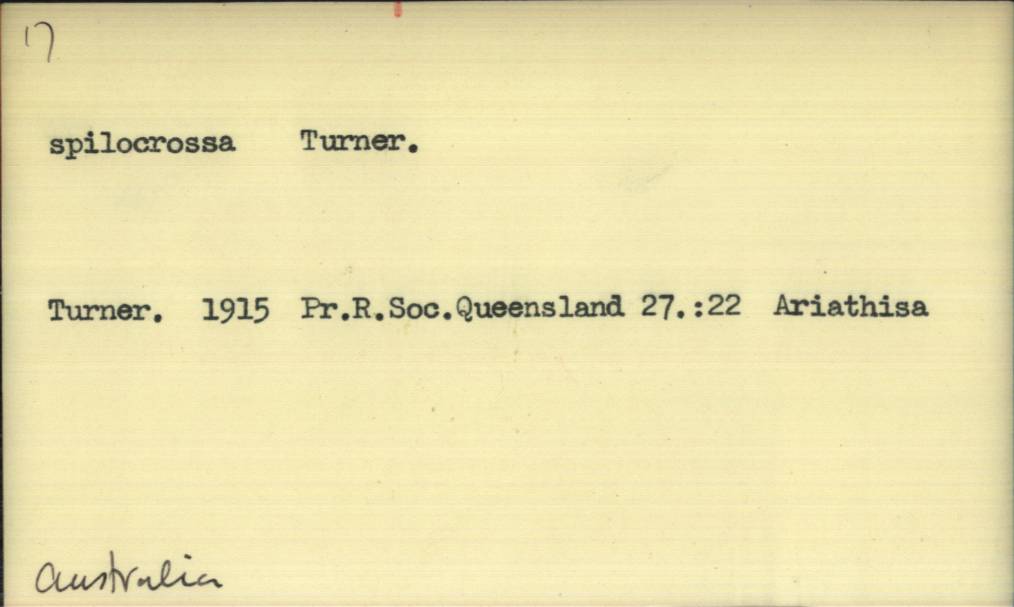 17
spilocrossa Turner.
Turner. 1915 Pr.R.Soc.Queensland 27.:22 Ariathisa
Australia